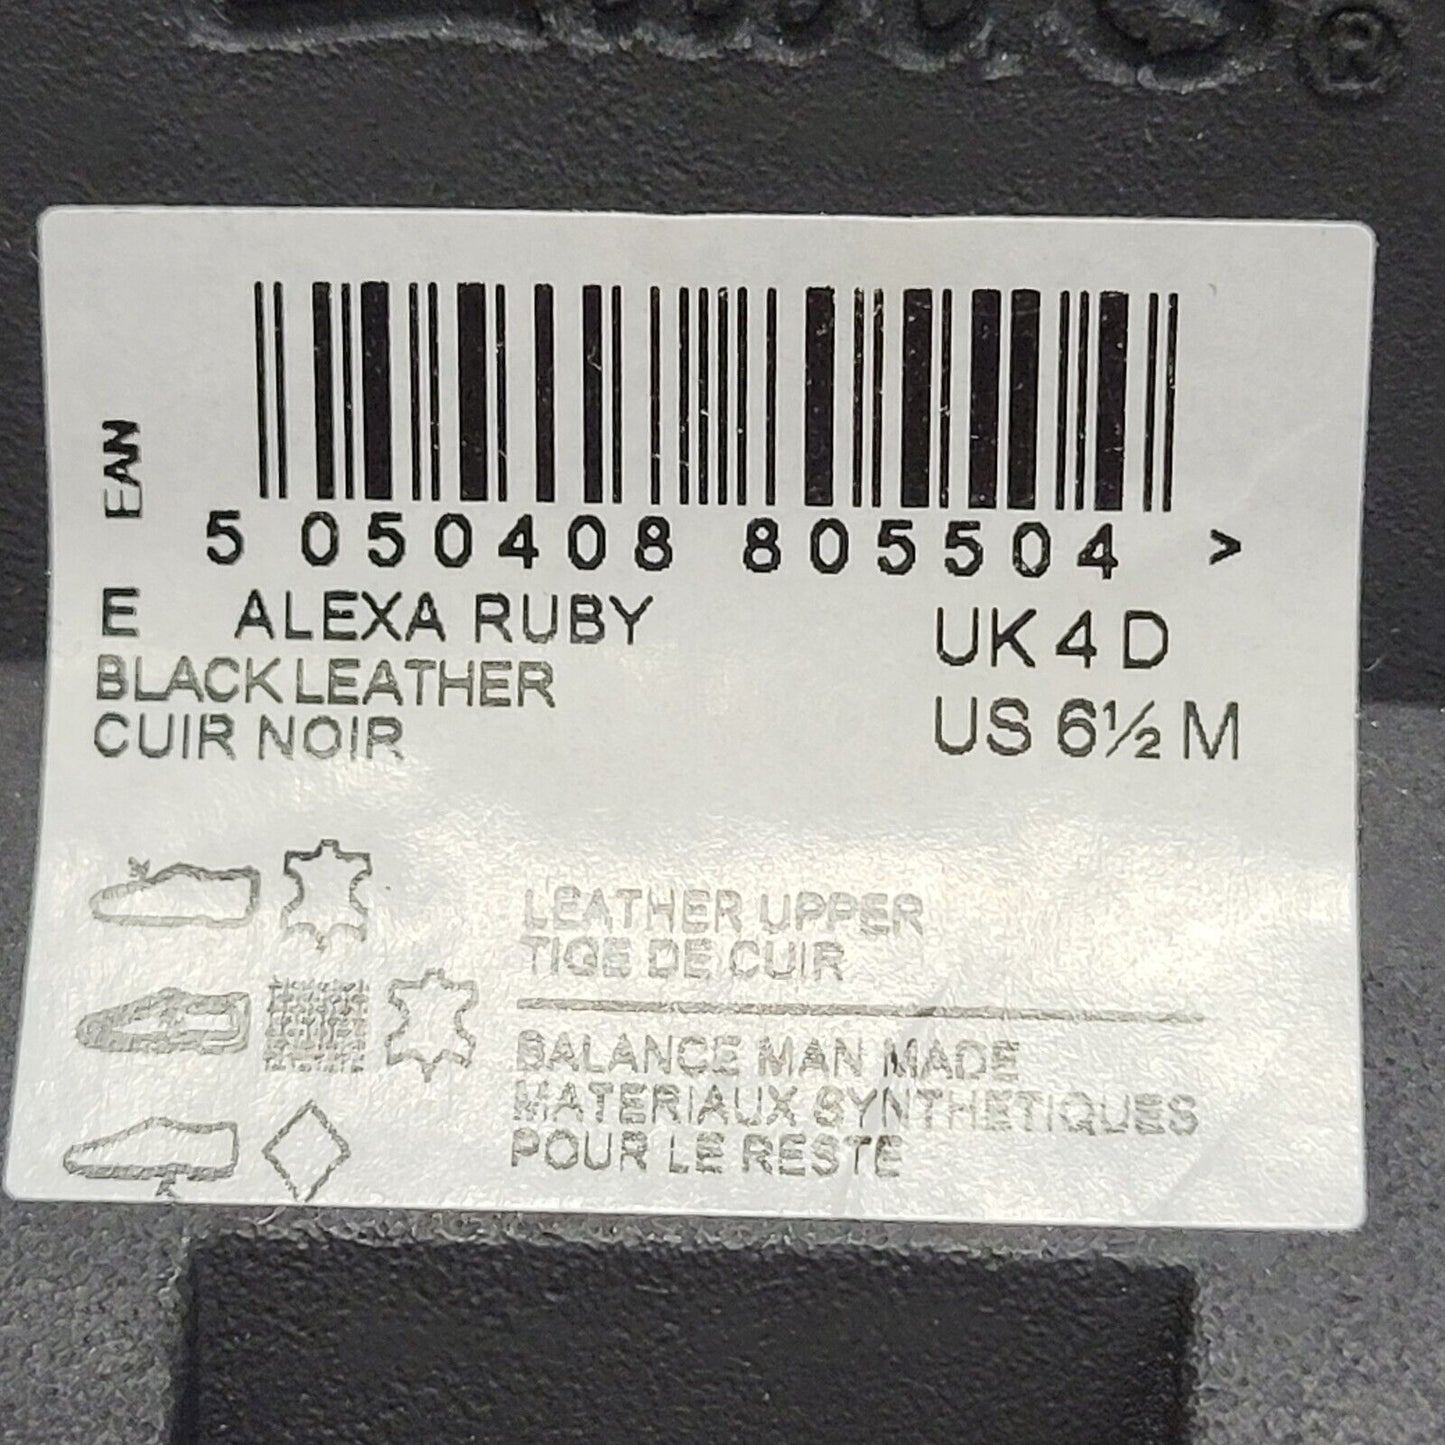 ®
EAN
5 050408 805504 >
E ALEXA RUBY
UK 4 D
BLACK LEATHER
CUIR NOIR
US 6½ M
LEATHER UPPER
TIGE DE CUIR
BALANCE MAN MADE
MATERIAUX SYNTHETIQUES
POUR LE RESTE